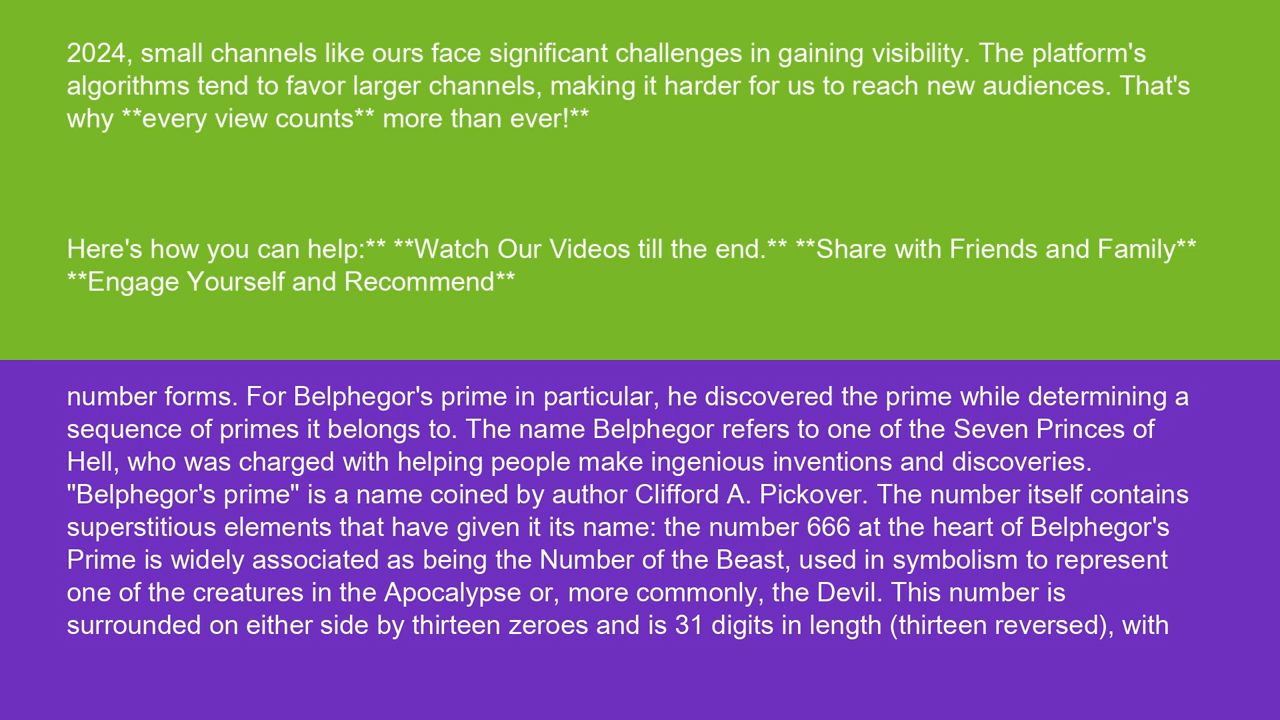 2024, small channels like ours face significant challenges in gaining visibility. The platform's
algorithms tend to favor larger channels, making it harder for us to reach new audiences. That's
why **every view counts** more than ever!**
Here's how you can help:** **Watch Our Videos till the end.** **Share with Friends and Family**
**Engage Yourself and Recommend**
number forms. For Belphegor's prime in particular, he discovered the prime while determining a
sequence of primes it belongs to. The name Belphegor refers to one of the Seven Princes of
Hell, who was charged with helping people make ingenious inventions and discoveries.
"Belphegor's prime" is a name coined by author Clifford A. Pickover. The number itself contains
superstitious elements that have given it its name: the number 666 at the heart of Belphegor's
Prime is widely associated as being the Number of the Beast, used in symbolism to represent
one of the creatures in the Apocalypse or, more commonly, the Devil. This number is
surrounded on either side by thirteen zeroes and is 31 digits in length (thirteen reversed), with